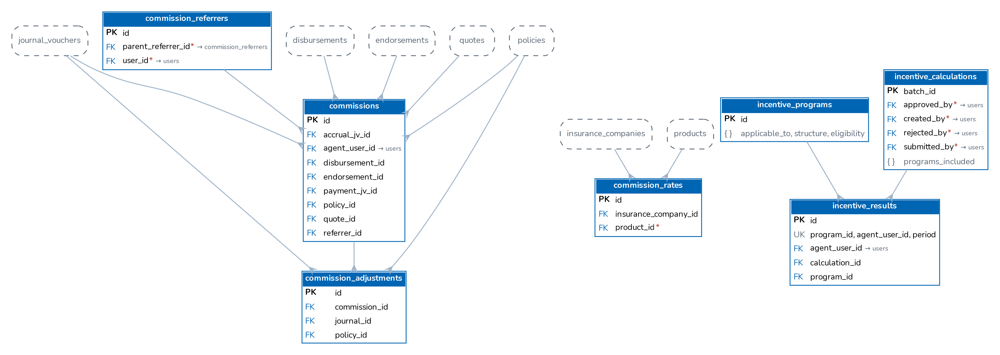 journal_vouchers
commission_referrers
PK id
FK parent_referrer_id* → commission_referrers
FK user_id* → users
disbursements
endorsements
quotes
policies
commissions
PK id
FK accrual_jv_id
FK agent_user_id → users
FK disbursement_id
FK endorsement_id
FK payment_jv_id
FK policy_id
FK quote_id
FK referrer_id
commission_adjustments
PK id
FK commission_id
FK journal_id
FK policy_id
insurance_companies
products
commission_rates
PK id
FK insurance_company_id
FK product_id*
incentive_programs
PK id
{} applicable_to, structure, eligibility
incentive_calculations
PK batch_id
FK approved_by* → users
FK created_by* → users
FK rejected_by* → users
FK submitted_by* → users
{} programs_included
incentive_results
PK id
UK program_id, agent_user_id, period
FK agent_user_id → users
FK calculation_id
FK program_id